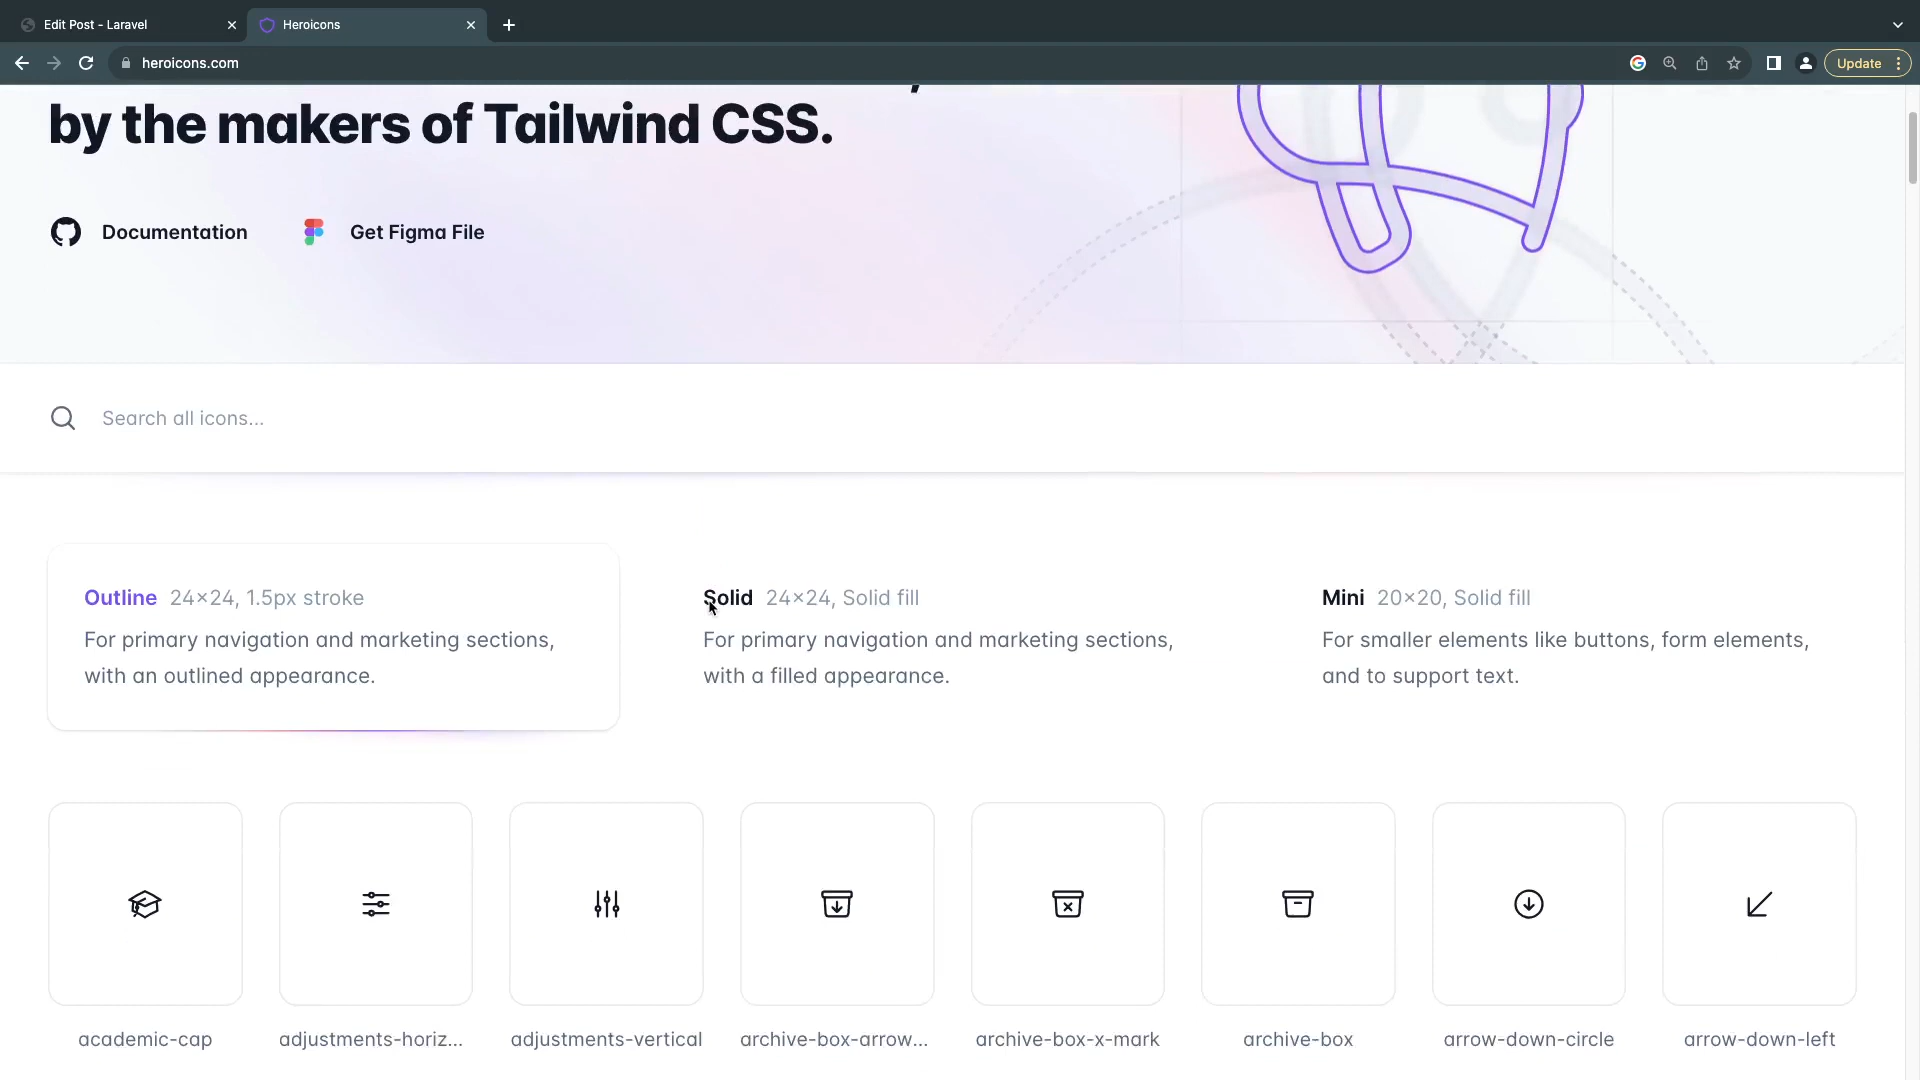 Edit Post - Laravel
Heroicons
heroicons.com
Update
by the makers of Tailwind CSS.
Documentation
Get Figma File
Search all icons...
Outline 24×24, 1.5px stroke
For primary navigation and marketing sections,
with an outlined appearance.
Solid 24×24, Solid fill
For primary navigation and marketing sections,
with a filled appearance.
Mini 20×20, Solid fill
For smaller elements like buttons, form elements,
and to support text.
academic-cap
adjustments-horiz...
adjustments-vertical
archive-box-arrow...
archive-box-x-mark
archive-box
arrow-down-circle
arrow-down-left